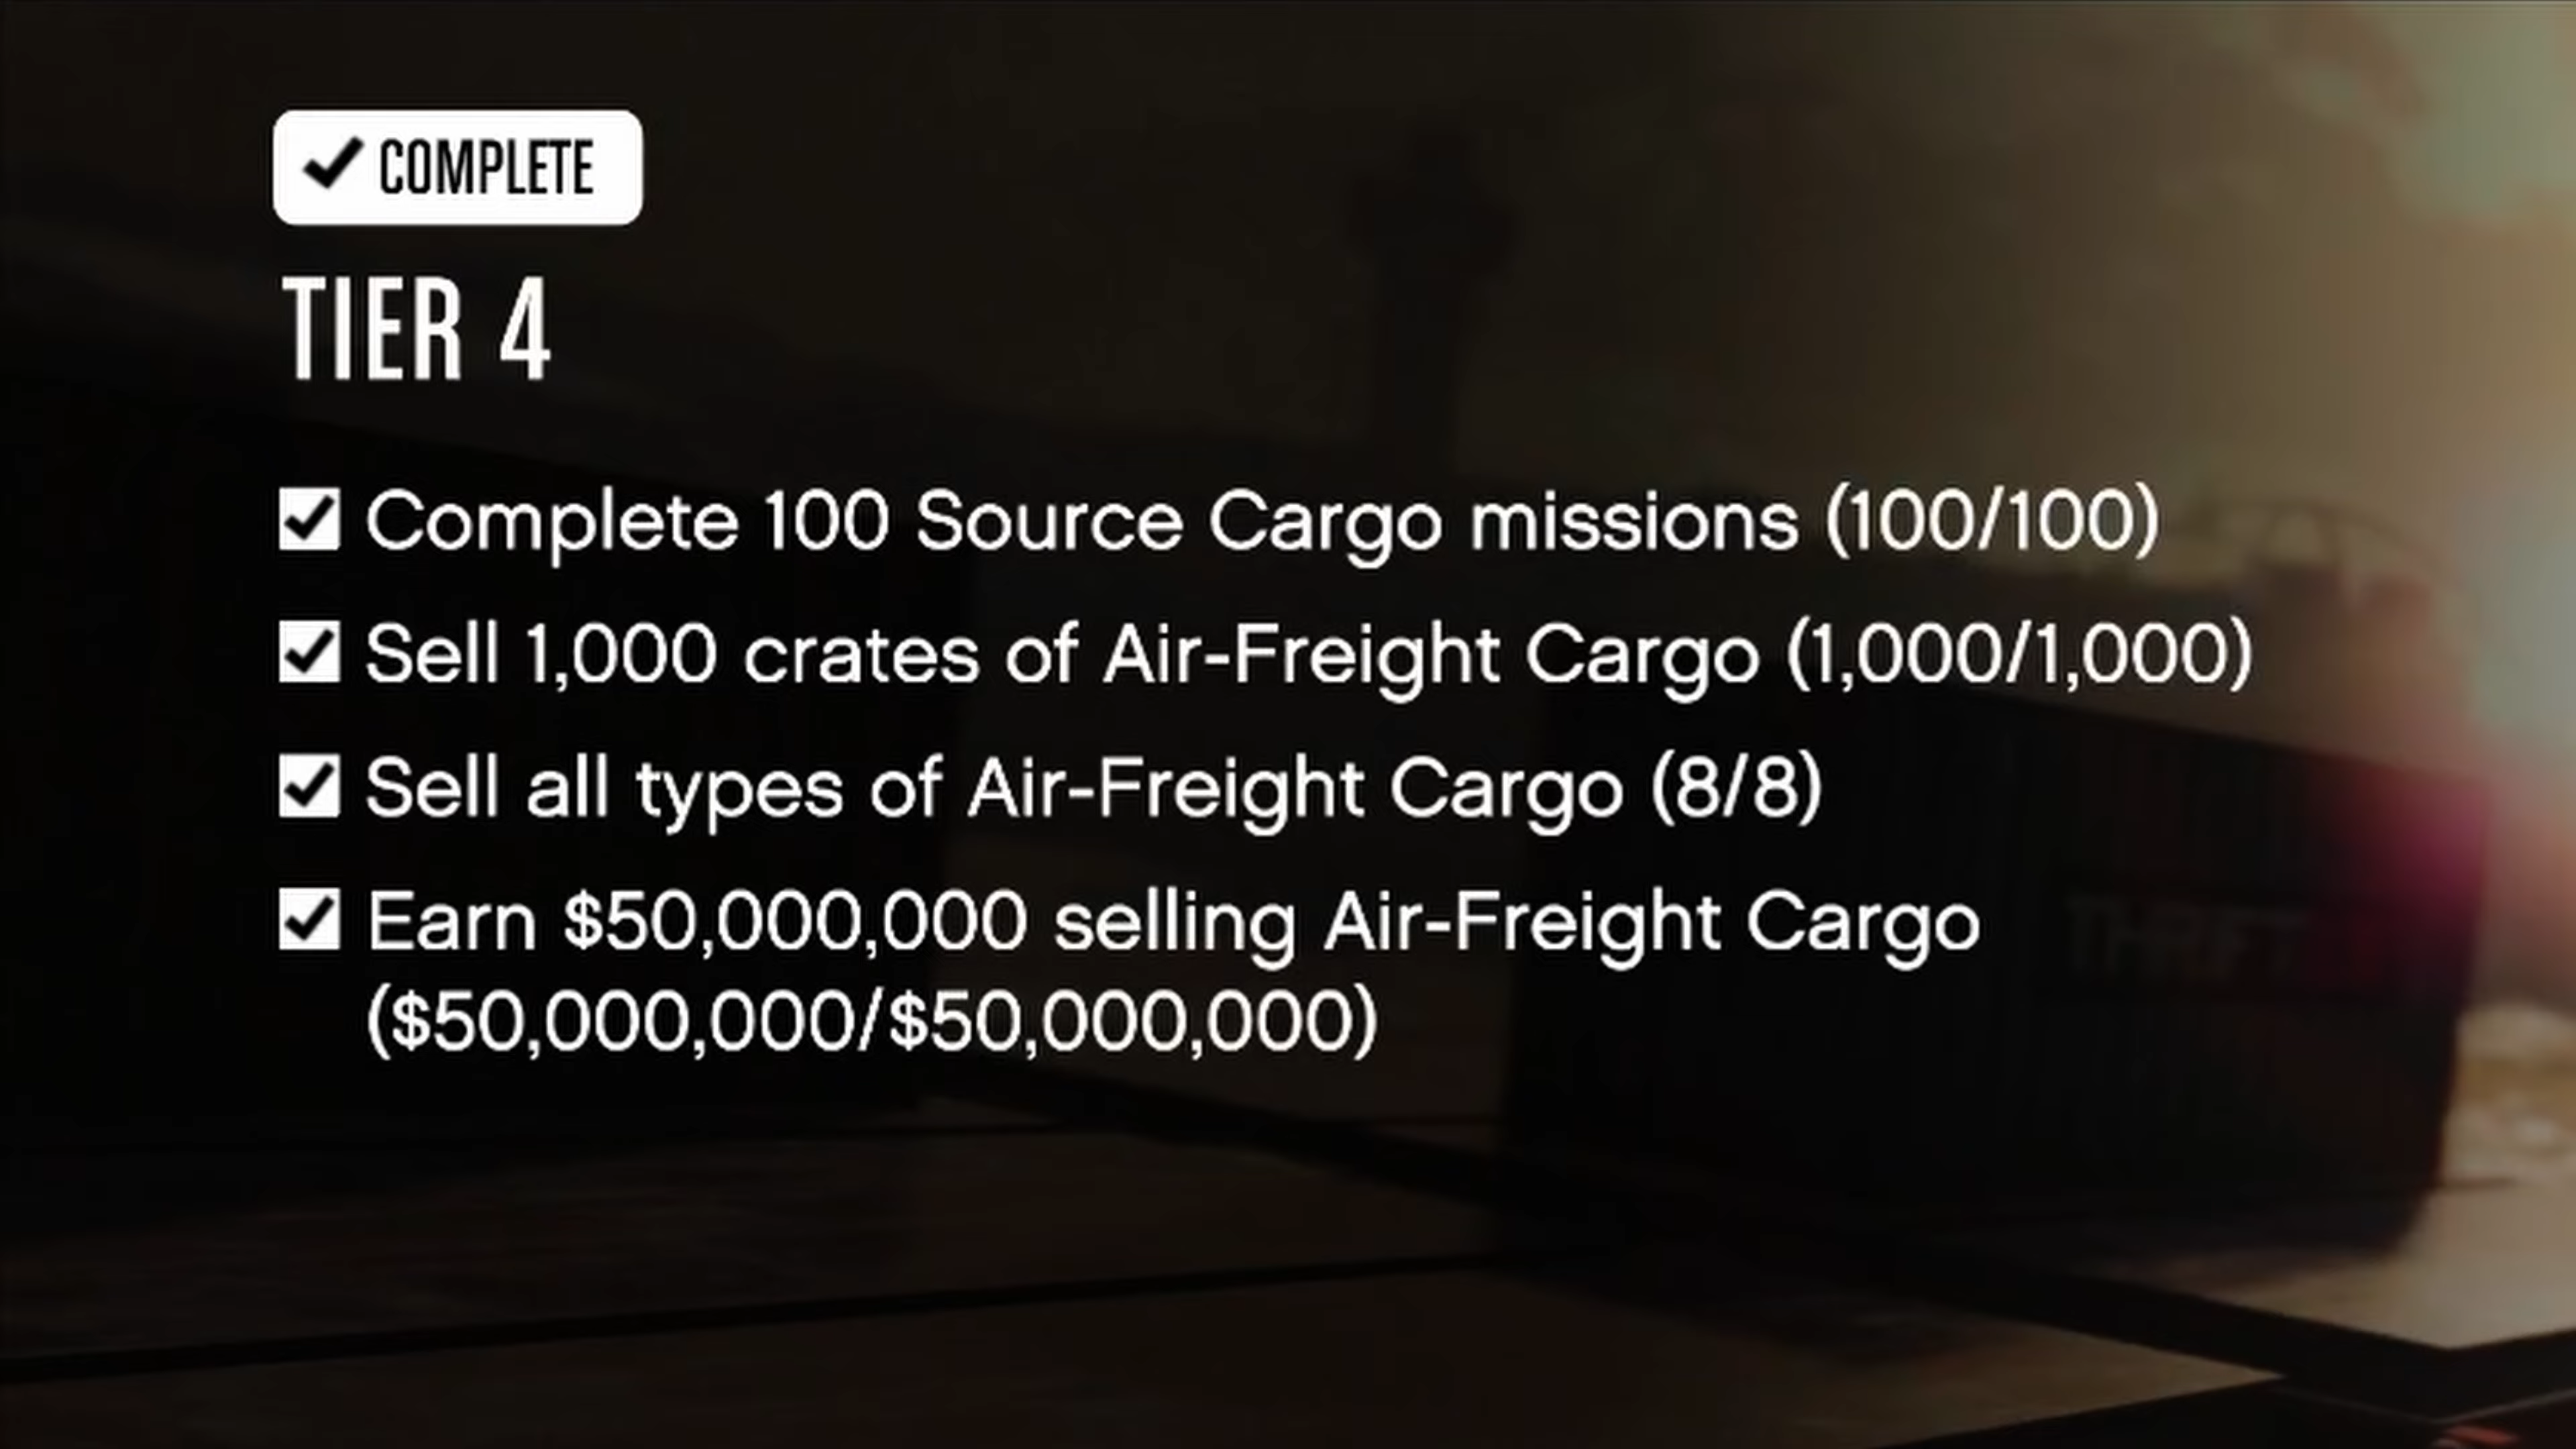 COMPLETE
TIER 4
Complete 100 Source Cargo missions (100/100)
Sell 1,000 crates of Air-Freight Cargo (1,000/1,000)
Sell all types of Air-Freight Cargo (8/8)
Earn $50,000,000 selling Air-Freight Cargo
($50,000,000/$50,000,000)
THRIFT